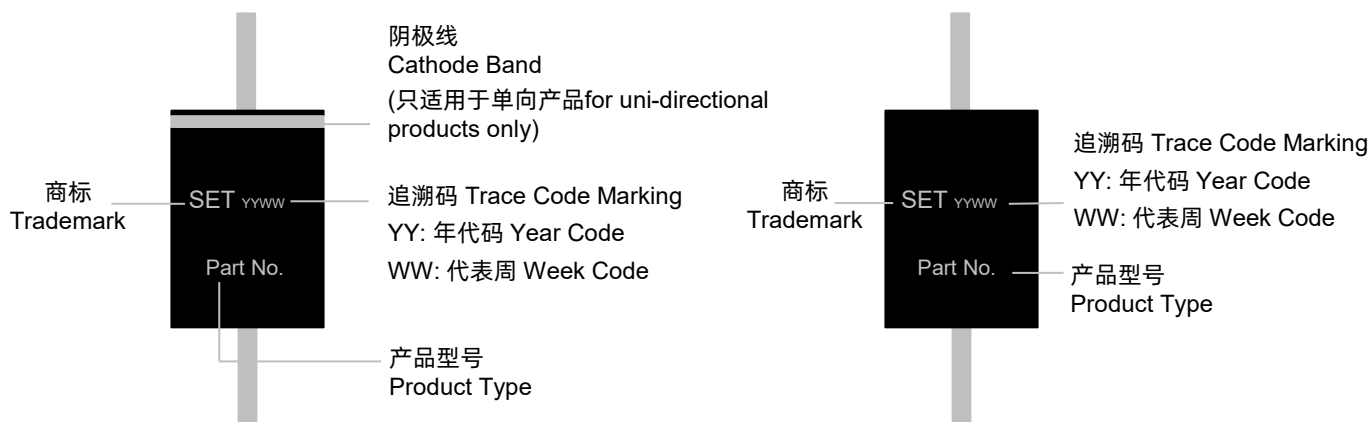 阴极线
Cathode Band
(只适用于单向产品for uni-directional
products only)
商标
Trademark
SET YYWW
追溯码 Trace Code Marking
YY: 年代码 Year Code
WW: 代表周 Week Code
Part No.
产品型号
Product Type
商标
Trademark
SET YYWW
追溯码 Trace Code Marking
YY: 年代码 Year Code
WW: 代表周 Week Code
Part No.
产品型号
Product Type